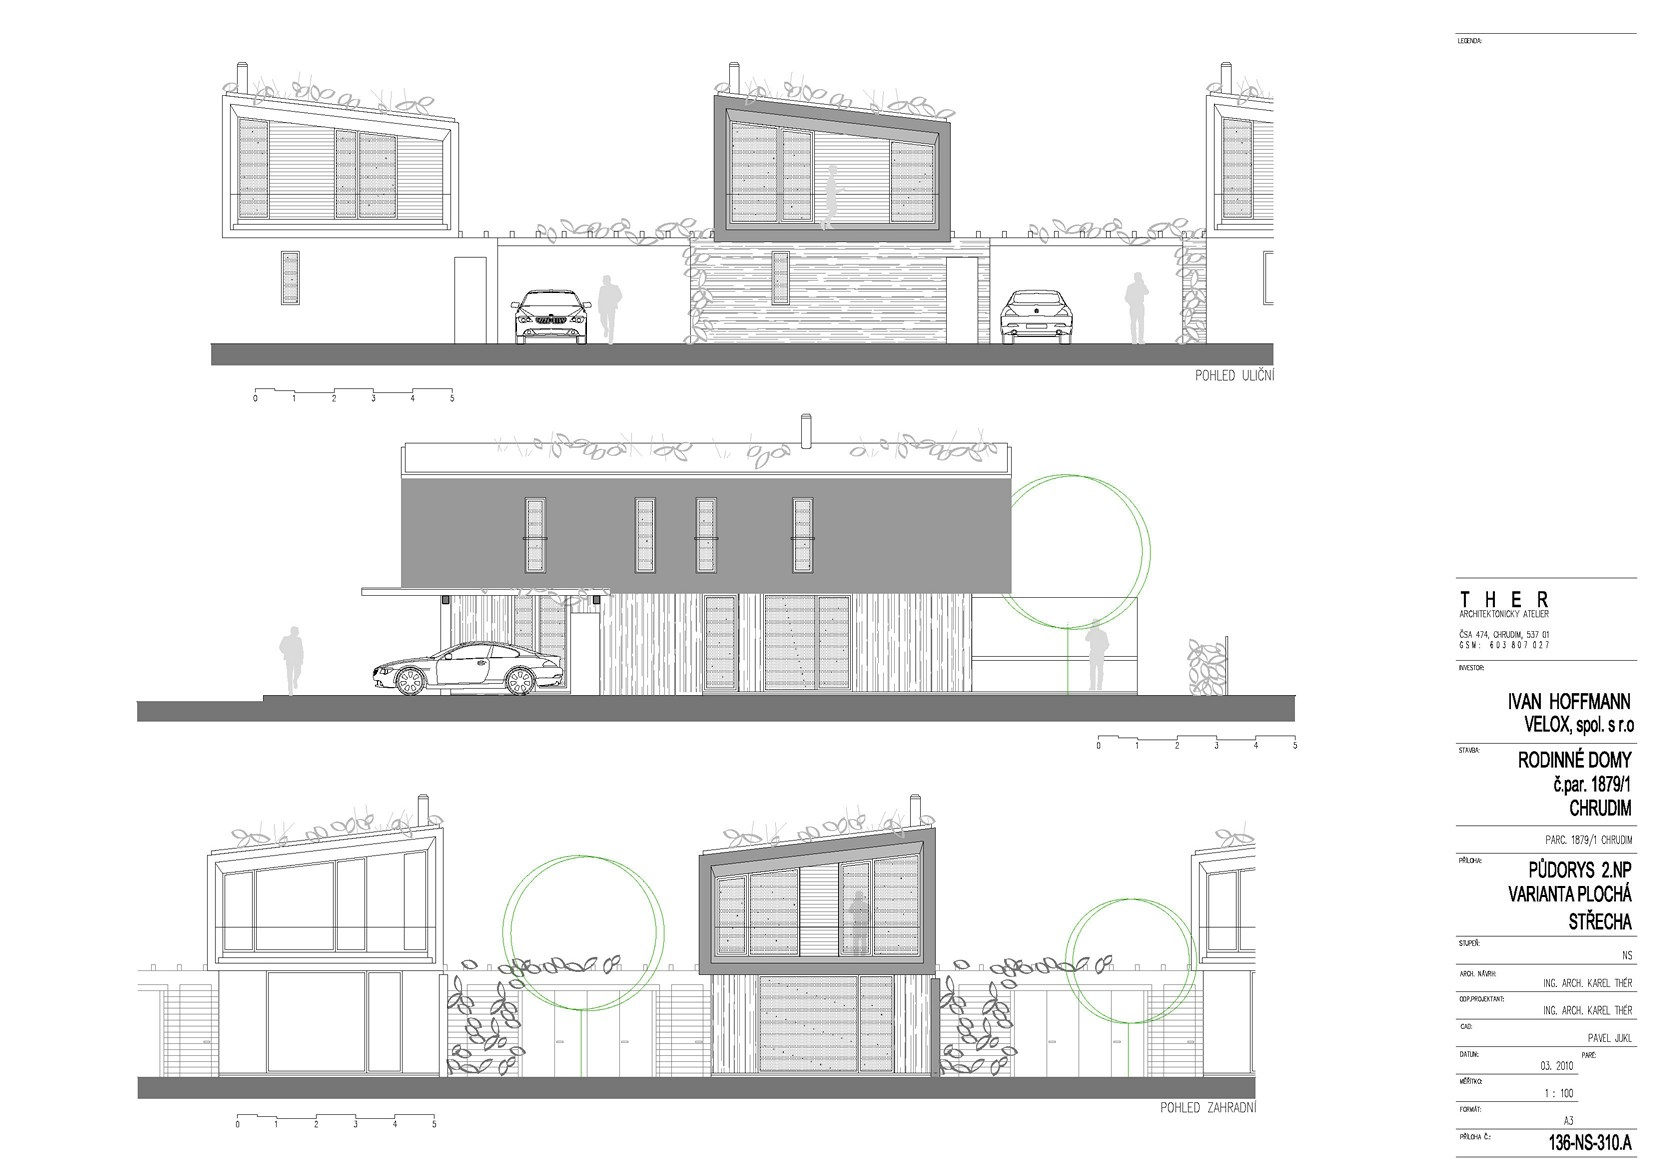 LEGENDA:
POHLED ULIČNÍ
0 1 2 3 4 5
0 1 2 3 4 5
POHLED ZAHRADNÍ
0 1 2 3 4 5
THER
ARCHITEKTONICKÝ ATELIER
ČSA 474, CHRUDIM, 537 01
GSM: 603 807 027
INVESTOR:
IVAN HOFFMANN
VELOX, spol. s r.o
STAVBA:
RODINNÉ DOMY
č.par. 1879/1
CHRUDIM
PARC. 1879/1 CHRUDIM
PŘÍLOHA:
PŮDORYS 2.NP
VARIANTA PLOCHÁ
STŘECHA
STUPEŇ:
NS
ARCH. NÁVRH:
ING. ARCH. KAREL THÉR
ODP.PROJEKTANT:
ING. ARCH. KAREL THÉR
CAD:
PAVEL JUKL
DATUM: PARÉ:
03. 2010
MĚŘÍTKO:
1 : 100
FORMÁT:
A3
PŘÍLOHA Č.:
136-NS-310.A